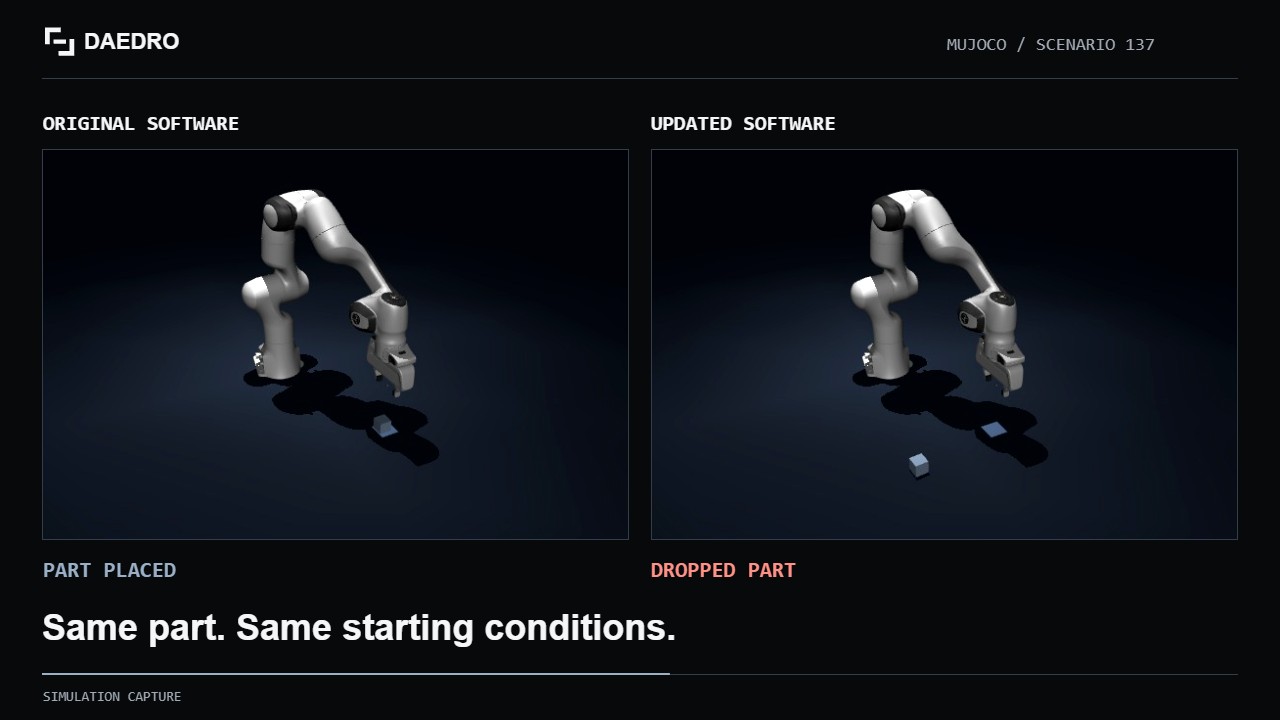 DAEDRO
MUJOCO / SCENARIO 137
ORIGINAL SOFTWARE
UPDATED SOFTWARE
PART PLACED
DROPPED PART
Same part. Same starting conditions.
SIMULATION CAPTURE